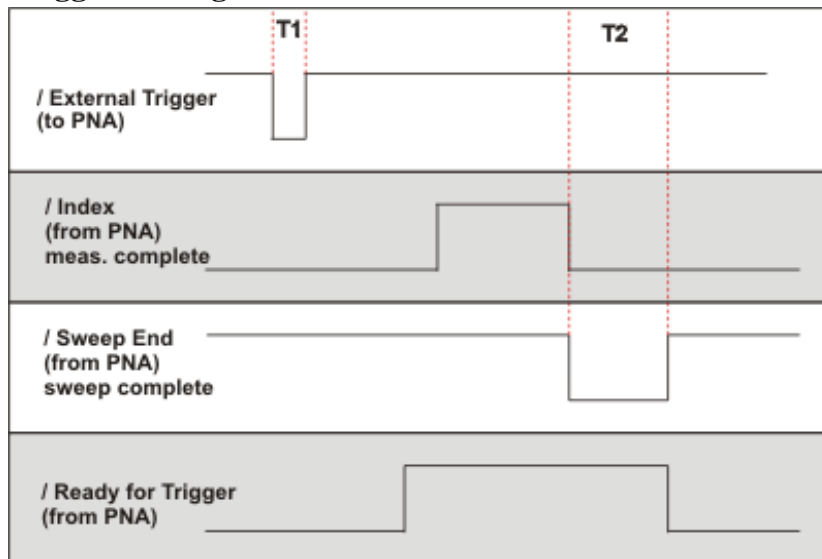 T1
T2
/ External Trigger
(to PNA)
/ Index
(from PNA)
meas. complete
/ Sweep End
(from PNA)
sweep complete
/ Ready for Trigger
(from PNA)